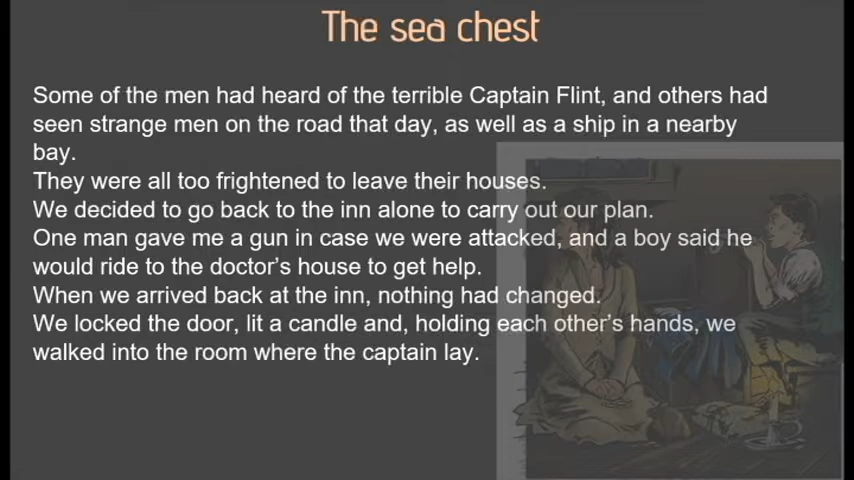 The sea chest
Some of the men had heard of the terrible Captain Flint, and others had
seen strange men on the road that day, as well as a ship in a nearby
bay.
They were all too frightened to leave their houses.
We decided to go back to the inn alone to carry out our plan.
One man gave me a gun in case we were attacked, and a boy said he
would ride to the doctor's house to get help.
When we arrived back at the inn, nothing had changed.
We locked the door, lit a candle and, holding each other's hands, we
walked into the room where the captain lay.